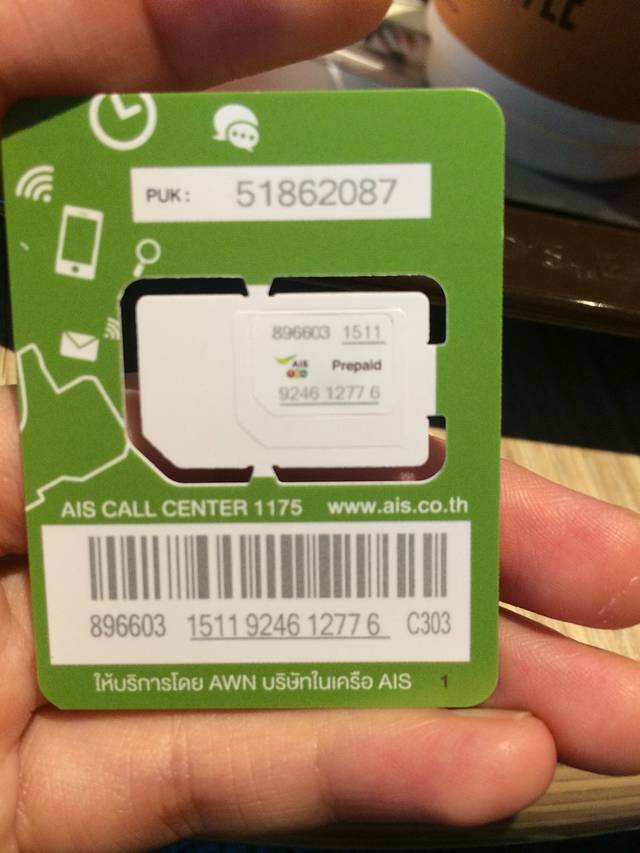 PUK: 51862087
896603 1511
AIS Prepaid
9246 1277 6
AIS CALL CENTER 1175 www.ais.co.th
896603 1511 9246 1277 6 C303
ให้บริการโดย AWN บริษัทในเครือ AIS 1